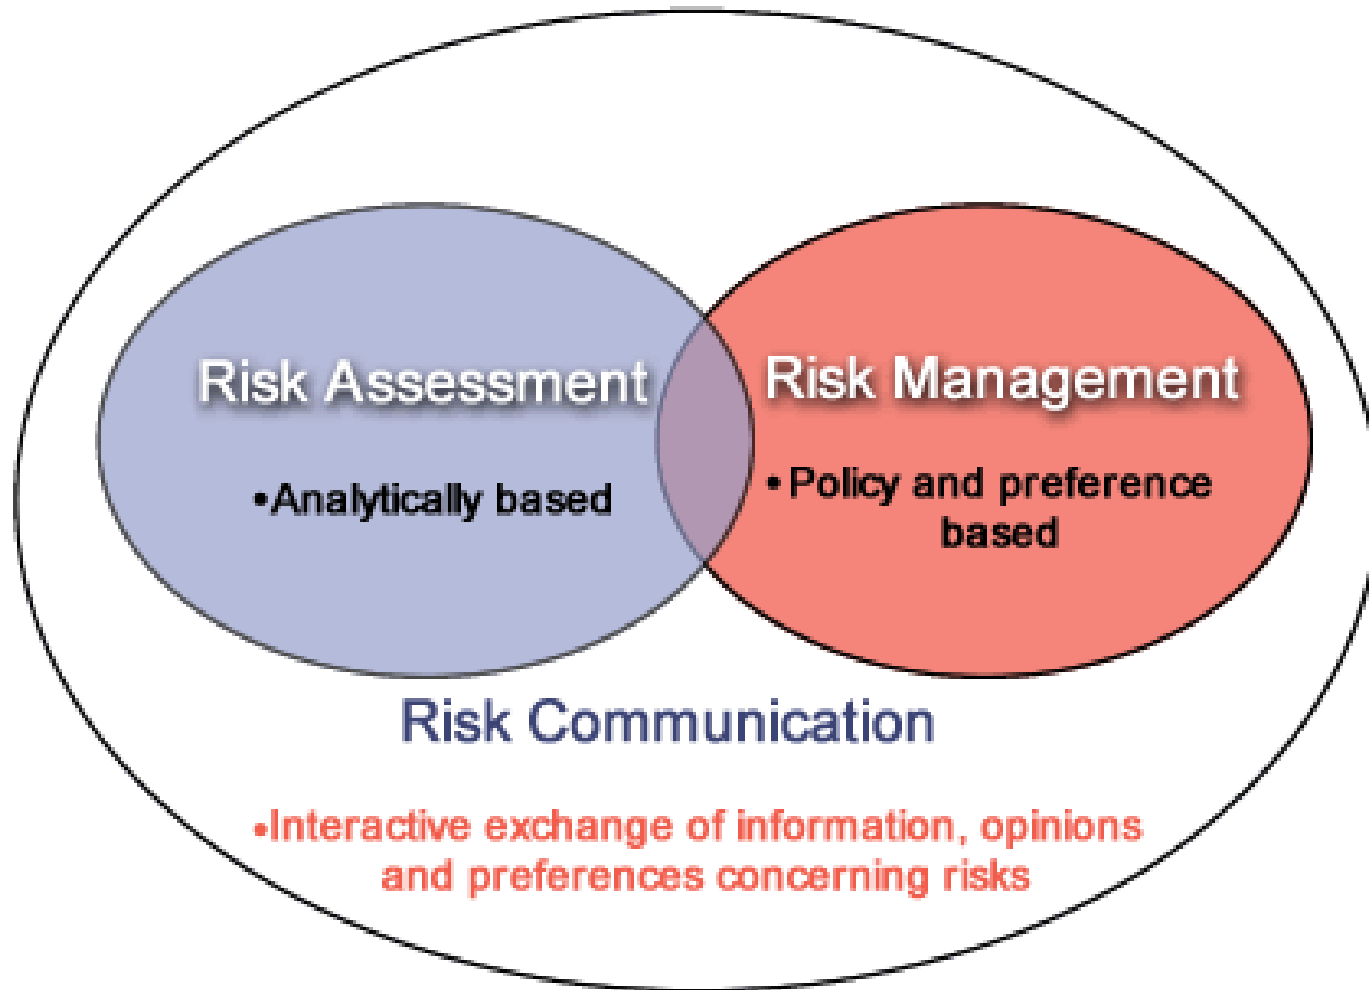 Risk Assessment
•Analytically based
Risk Management
•Policy and preference
based
Risk Communication
•Interactive exchange of information, opinions
and preferences concerning risks